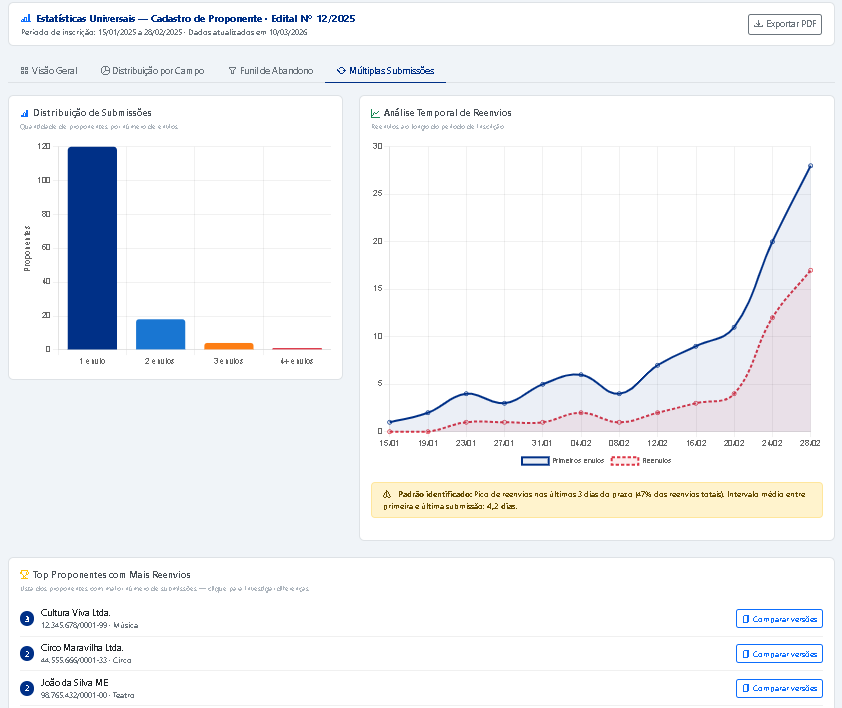 Estatísticas Universais — Cadastro de Proponente · Edital Nº 12/2025
Período de inscrição: 15/01/2025 a 28/02/2025 · Dados atualizados em 10/03/2026
Exportar PDF
Visão Geral
Distribuição por Campo
Funil de Abandono
Múltiplas Submissões
Distribuição de Submissões
Quantidade de proponentes por número de envios
120
100
80
60
40
20
0
Proponentes
1 envio
2 envios
3 envios
4+ envios
Análise Temporal de Reenvios
Reenvios ao longo do período de inscrição
30
25
20
15
10
5
0
15/01
19/01
23/01
27/01
31/01
04/02
08/02
12/02
16/02
20/02
24/02
28/02
Primeiros envios
Reenvios
Padrão identificado: Pico de reenvios nos últimos 3 dias do prazo (47% dos reenvios totais). Intervalo médio entre
primeira e última submissão: 4,2 dias.
Top Proponentes com Mais Reenvios
Lista dos proponentes com maior número de submissões — clique para investigar diferenças
3
Cultura Viva Ltda.
12.345.678/0001-99 · Música
Comparar versões
2
Circo Maravilha Ltda.
44.555.666/0001-33 · Circo
Comparar versões
2
João da Silva ME
98.765.432/0001-00 · Teatro
Comparar versões